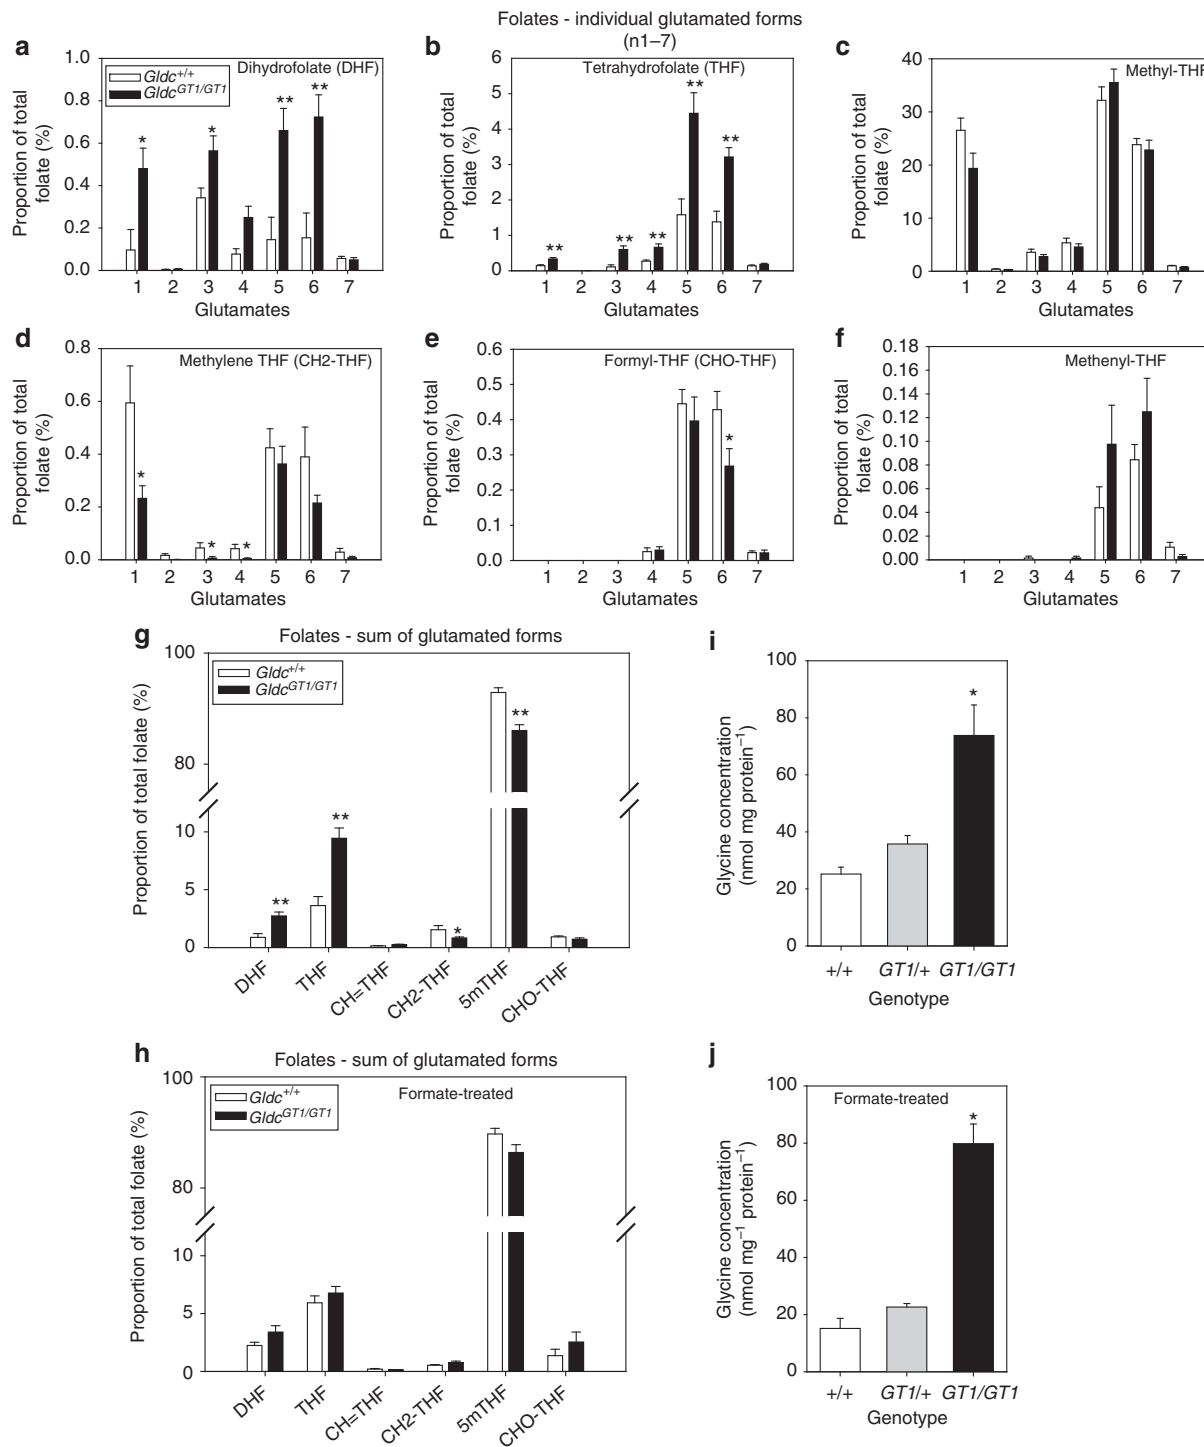 Folates - individual glutamated forms
(n1–7)
a
Dihydrofolate (DHF)
Gldc+/+
GldcGT1/GT1
Proportion of total
folate (%)
1.0
0.8
0.6
0.4
0.2
0.0
* * ** **
1 2 3 4 5 6 7
Glutamates
b
Tetrahydrofolate (THF)
Proportion of total
folate (%)
6
5
4
3
2
1
0
** ** ** ** **
1 2 3 4 5 6 7
Glutamates
c
Methyl-THF
Proportion of total
folate (%)
40
30
20
10
0
1 2 3 4 5 6 7
Glutamates
d
Methylene THF (CH2-THF)
Proportion of total
folate (%)
0.8
0.6
0.4
0.2
0.0
* * *
1 2 3 4 5 6 7
Glutamates
e
Formyl-THF (CHO-THF)
Proportion of total
folate (%)
0.6
0.5
0.4
0.3
0.2
0.1
0.0
*
1 2 3 4 5 6 7
Glutamates
f
Methenyl-THF
Proportion of total
folate (%)
0.18
0.16
0.14
0.12
0.10
0.08
0.06
0.04
0.02
0.00
1 2 3 4 5 6 7
Glutamates
g
Folates - sum of glutamated forms
Gldc+/+
GldcGT1/GT1
Proportion of total folate (%)
100
80
10
5
0
** ** * **
DHF THF CH=THF CH2-THF 5mTHF CHO-THF
i
Glycine concentration
(nmol mg protein−1)
100
80
60
40
20
0
*
+/+ GT1/+ GT1/GT1
Genotype
h
Folates - sum of glutamated forms
Gldc+/+
GldcGT1/GT1
Formate-treated
Proportion of total folate (%)
100
80
10
5
0
DHF THF CH=THF CH2-THF 5mTHF CHO-THF
j
Formate-treated
Glycine concentration
(nmol mg−1 protein−1)
100
80
60
40
20
0
*
+/+ GT1/+ GT1/GT1
Genotype